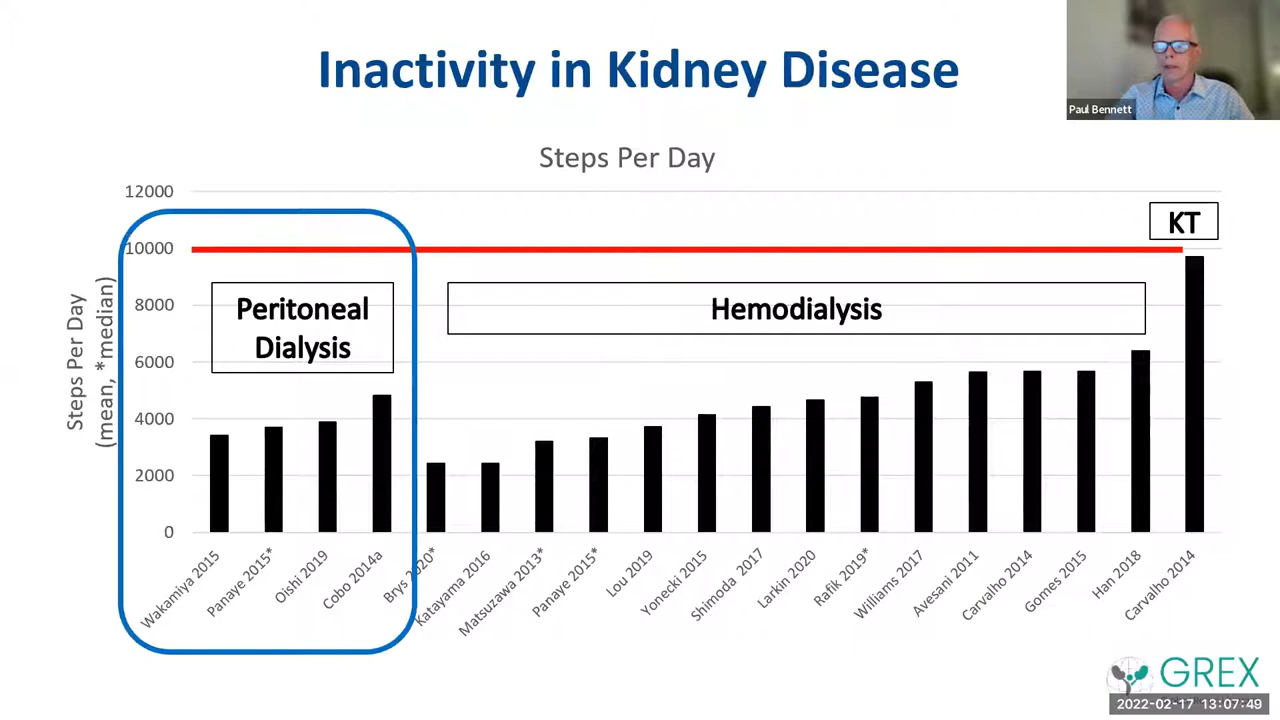 Inactivity in Kidney Disease
Paul Bennett
Steps Per Day
Steps Per Day
(mean, *median)
12000
10000
8000
6000
4000
2000
0
KT
Peritoneal
Dialysis
Hemodialysis
Wakamiya 2015
Panaye 2015*
Oishi 2019
Cobo 2014a
Brys 2020*
Katayama 2016
Matsuzawa 2013*
Panaye 2015*
Lou 2019
Yonecki 2015
Shimoda 2017
Larkin 2020
Rafik 2019*
Williams 2017
Avesani 2011
Carvalho 2014
Gomes 2015
Han 2018
Carvalho 2014
GREX
2022-02-17 13:07:49